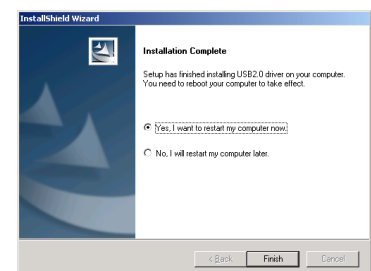 InstallShield Wizard
Installation Complete
Setup has finished installing USB2.0 driver on your computer.
You need to reboot your computer to take effect.
Yes, I want to restart my computer now.
No, I will restart my computer later.
< Back
Finish
Cancel